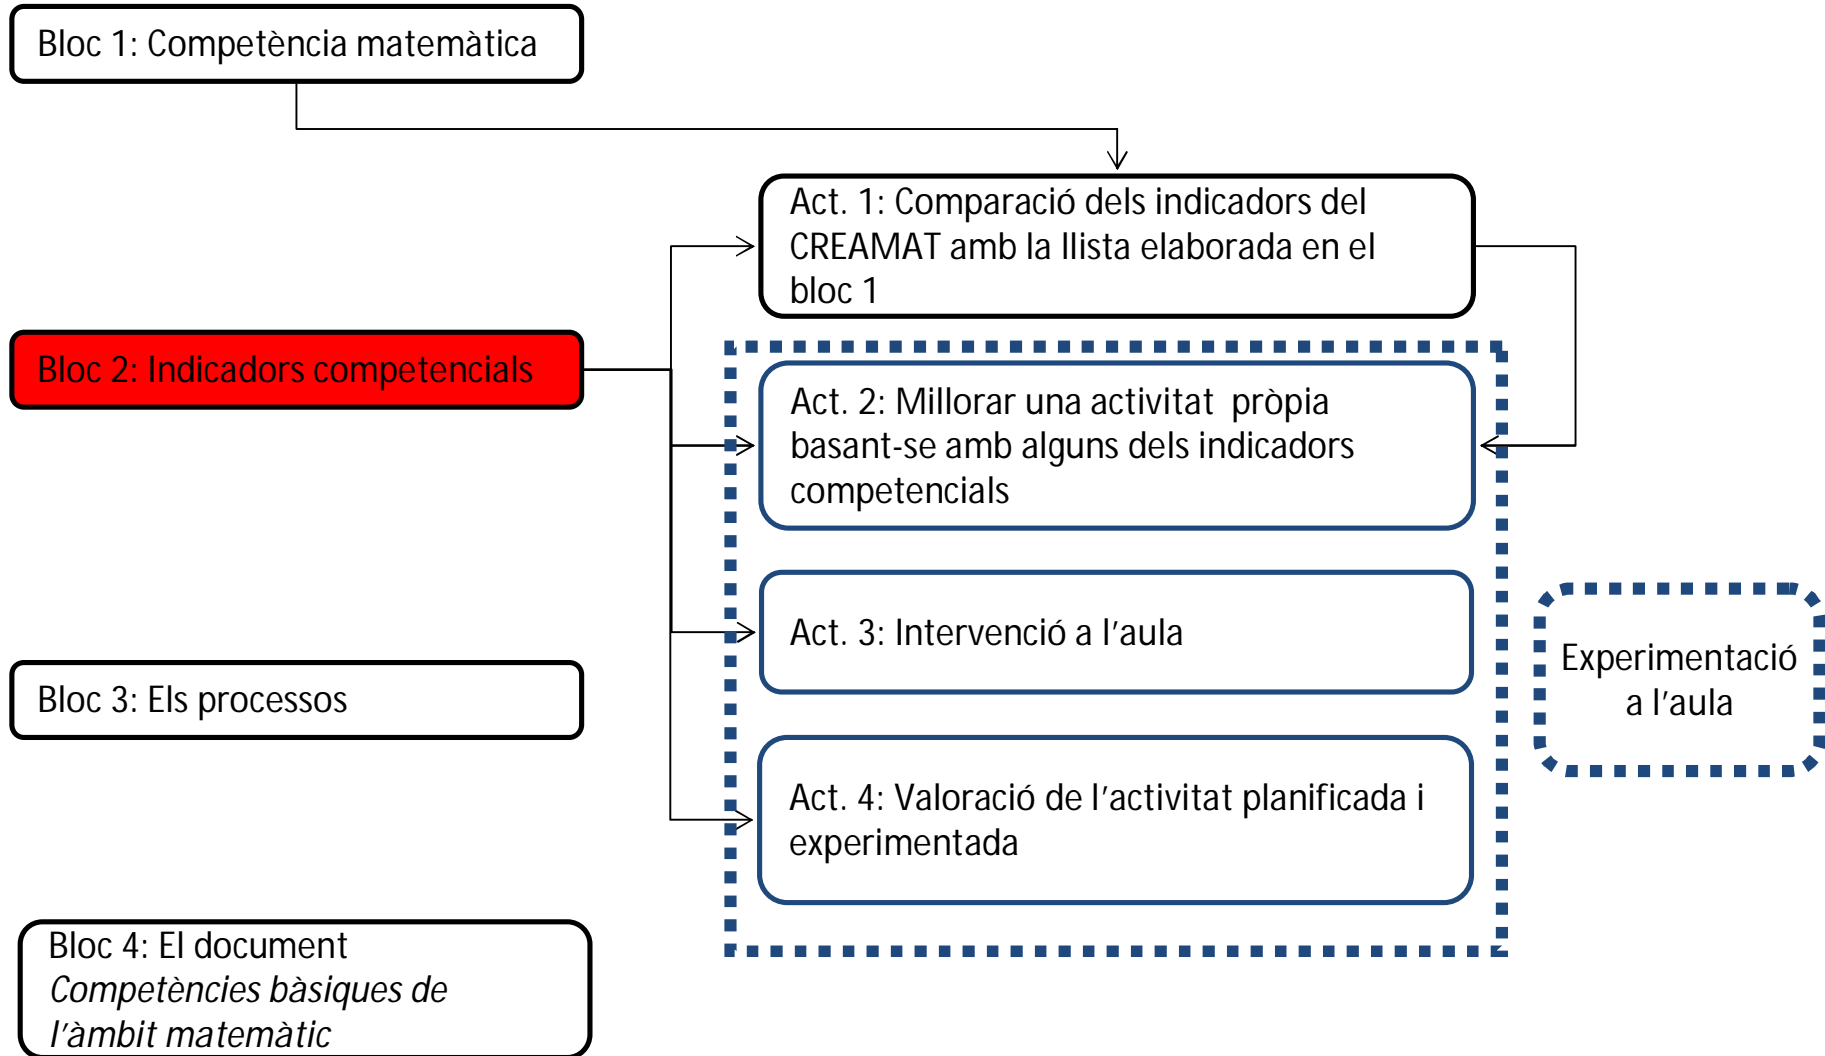 Bloc 1: Competència matemàtica
Act. 1: Comparació dels indicadors del
CREAMAT amb la llista elaborada en el
bloc 1
Bloc 2: Indicadors competencials
Act. 2: Millorar una activitat pròpia
basant-se amb alguns dels indicadors
competencials
Act. 3: Intervenció a l’aula
Experimentació
a l’aula
Bloc 3: Els processos
Act. 4: Valoració de l’activitat planificada i
experimentada
Bloc 4: El document
Competències bàsiques de
l’àmbit matemàtic